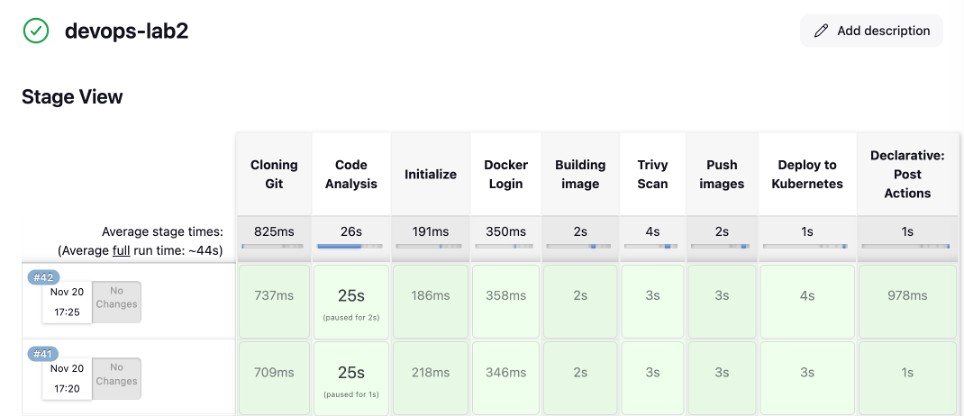 devops-lab2
Add description
Stage View
Cloning Git
Code Analysis
Initialize
Docker Login
Building image
Trivy Scan
Push images
Deploy to Kubernetes
Declarative: Post Actions
Average stage times:
825ms 26s 191ms 350ms 2s 4s 2s 1s 1s
(Average full run time: ~44s)
#42
Nov 20
17:25
No Changes
737ms 25s 186ms 358ms 2s 3s 3s 4s 978ms
(paused for 2s)
#41
Nov 20
17:20
No Changes
709ms 25s 218ms 346ms 2s 3s 3s 3s 1s
(paused for 1s)